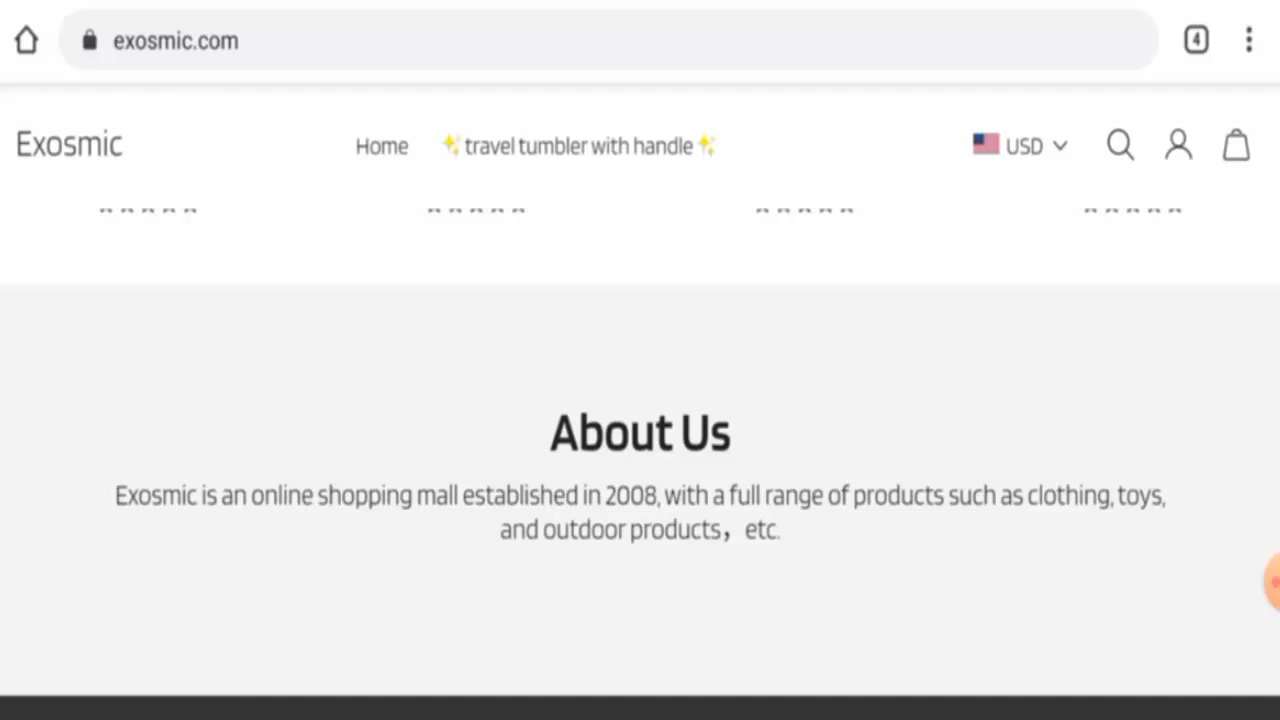 exosmic.com
4
Exosmic
Home
✨travel tumbler with handle✨
USD
About Us
Exosmic is an online shopping mall established in 2008, with a full range of products such as clothing, toys,
and outdoor products，etc.